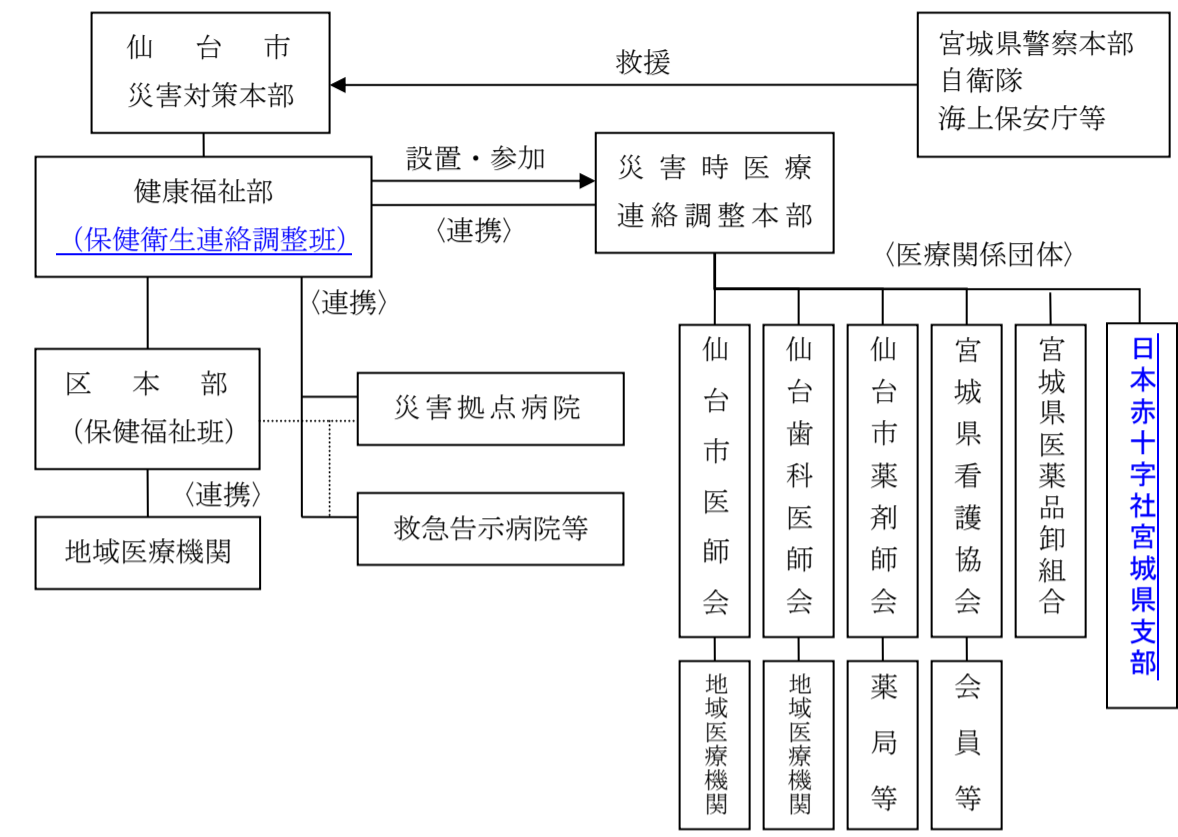 仙台市
災害対策本部
救援
宮城県警察本部
自衛隊
海上保安庁等
健康福祉部
（保健衛生連絡調整班）
設置・参加
〈連携〉
災害時医療
連絡調整本部
〈医療関係団体〉
〈連携〉
区本部
（保健福祉班）
災害拠点病院
〈連携〉
救急告示病院等
地域医療機関
仙台市医師会
仙台歯科医師会
仙台市薬剤師会
宮城県看護協会
宮城県医薬品卸組合
日本赤十字社宮城県支部
地域医療機関
地域医療機関
薬局等
会員等